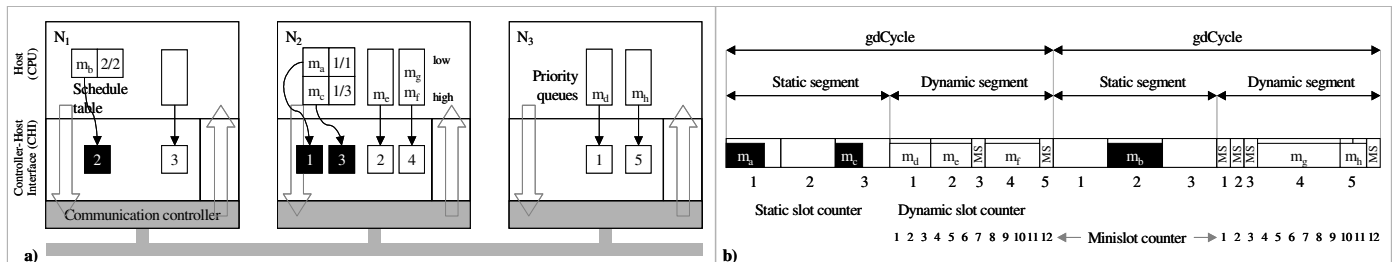 N1 N2 N3
Host (CPU)
mb 2/2
Schedule table
ma 1/1
mc 1/3
me
mg
mf
low
high
Priority queues
md
mh
Controller-Host Interface (CHI)
2 3 1 3 2 4 1 5
Communication controller
a)
gdCycle gdCycle
Static segment Dynamic segment Static segment Dynamic segment
ma mc md me MS mf MS mb MS MS MS mg mh MS
1 2 3 1 2 3 4 5 1 2 3 1 2 3 4 5
Static slot counter Dynamic slot counter
1 2 3 4 5 6 7 8 9 10 11 12 Minislot counter 1 2 3 4 5 6 7 8 9 10 11 12
b)